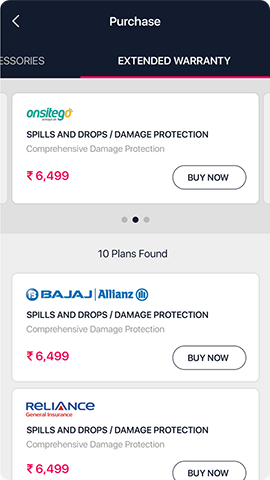 Purchase
ESSORIES
EXTENDED WARRANTY
onsitego
SPILLS AND DROPS / DAMAGE PROTECTION
Comprehensive Damage Protection
₹ 6,499
BUY NOW
10 Plans Found
BAJAJ | Allianz
SPILLS AND DROPS / DAMAGE PROTECTION
Comprehensive Damage Protection
₹ 6,499
BUY NOW
RELIANCE
General Insurance
SPILLS AND DROPS / DAMAGE PROTECTION
Comprehensive Damage Protection
₹ 6,499
BUY NOW